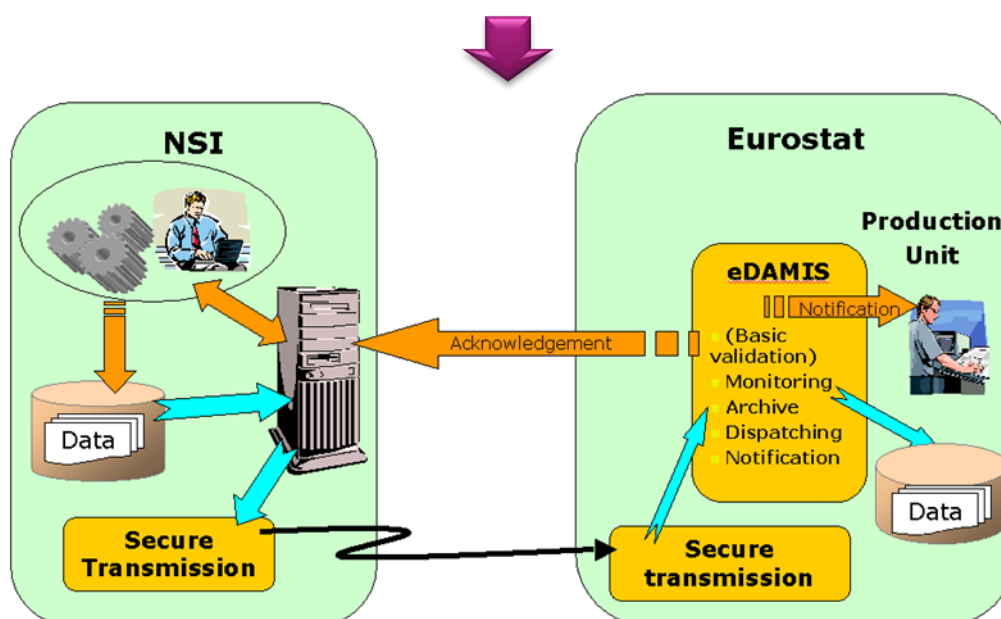 NSI
Data
Secure
Transmission
Acknowledgement
Eurostat
eDAMIS
Notification
(Basic
validation)
Monitoring
Archive
Dispatching
Notification
Production
Unit
Data
Secure
transmission